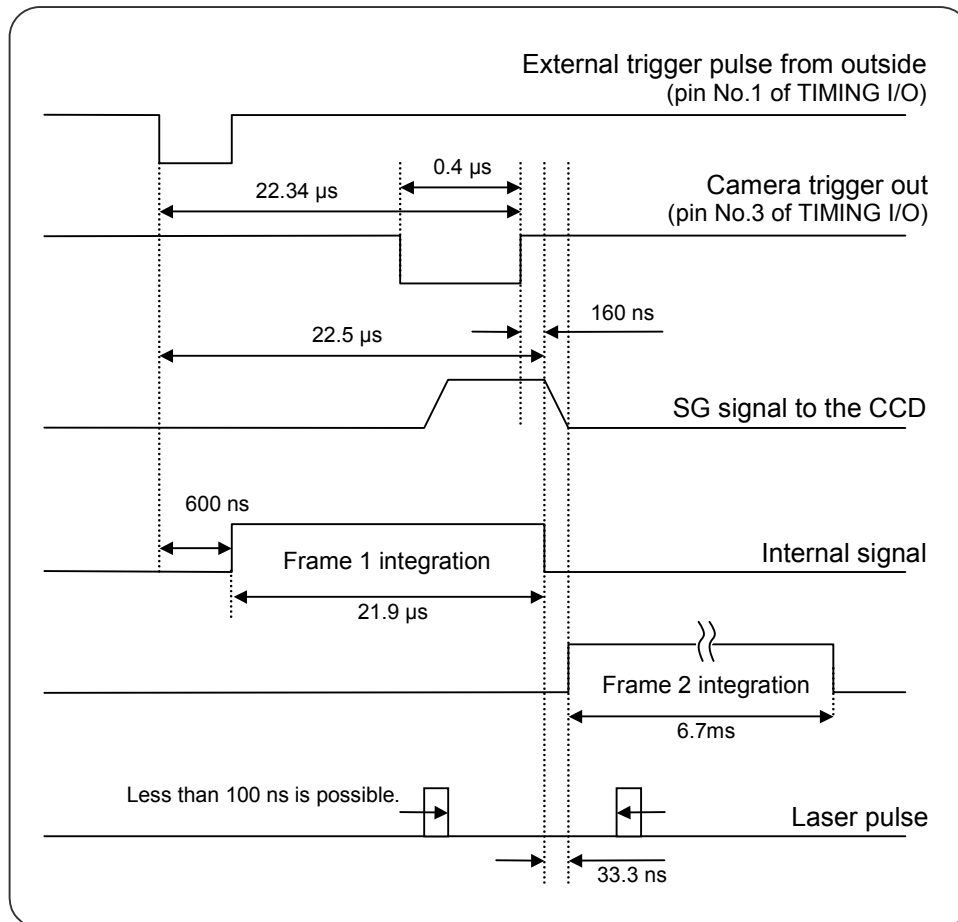 External trigger pulse from outside
(pin No.1 of TIMING I/O)
0.4 µs
22.34 µs
Camera trigger out
(pin No.3 of TIMING I/O)
160 ns
22.5 µs
SG signal to the CCD
600 ns
Frame 1 integration
Internal signal
21.9 µs
Frame 2 integration
6.7ms
Less than 100 ns is possible.
Laser pulse
33.3 ns